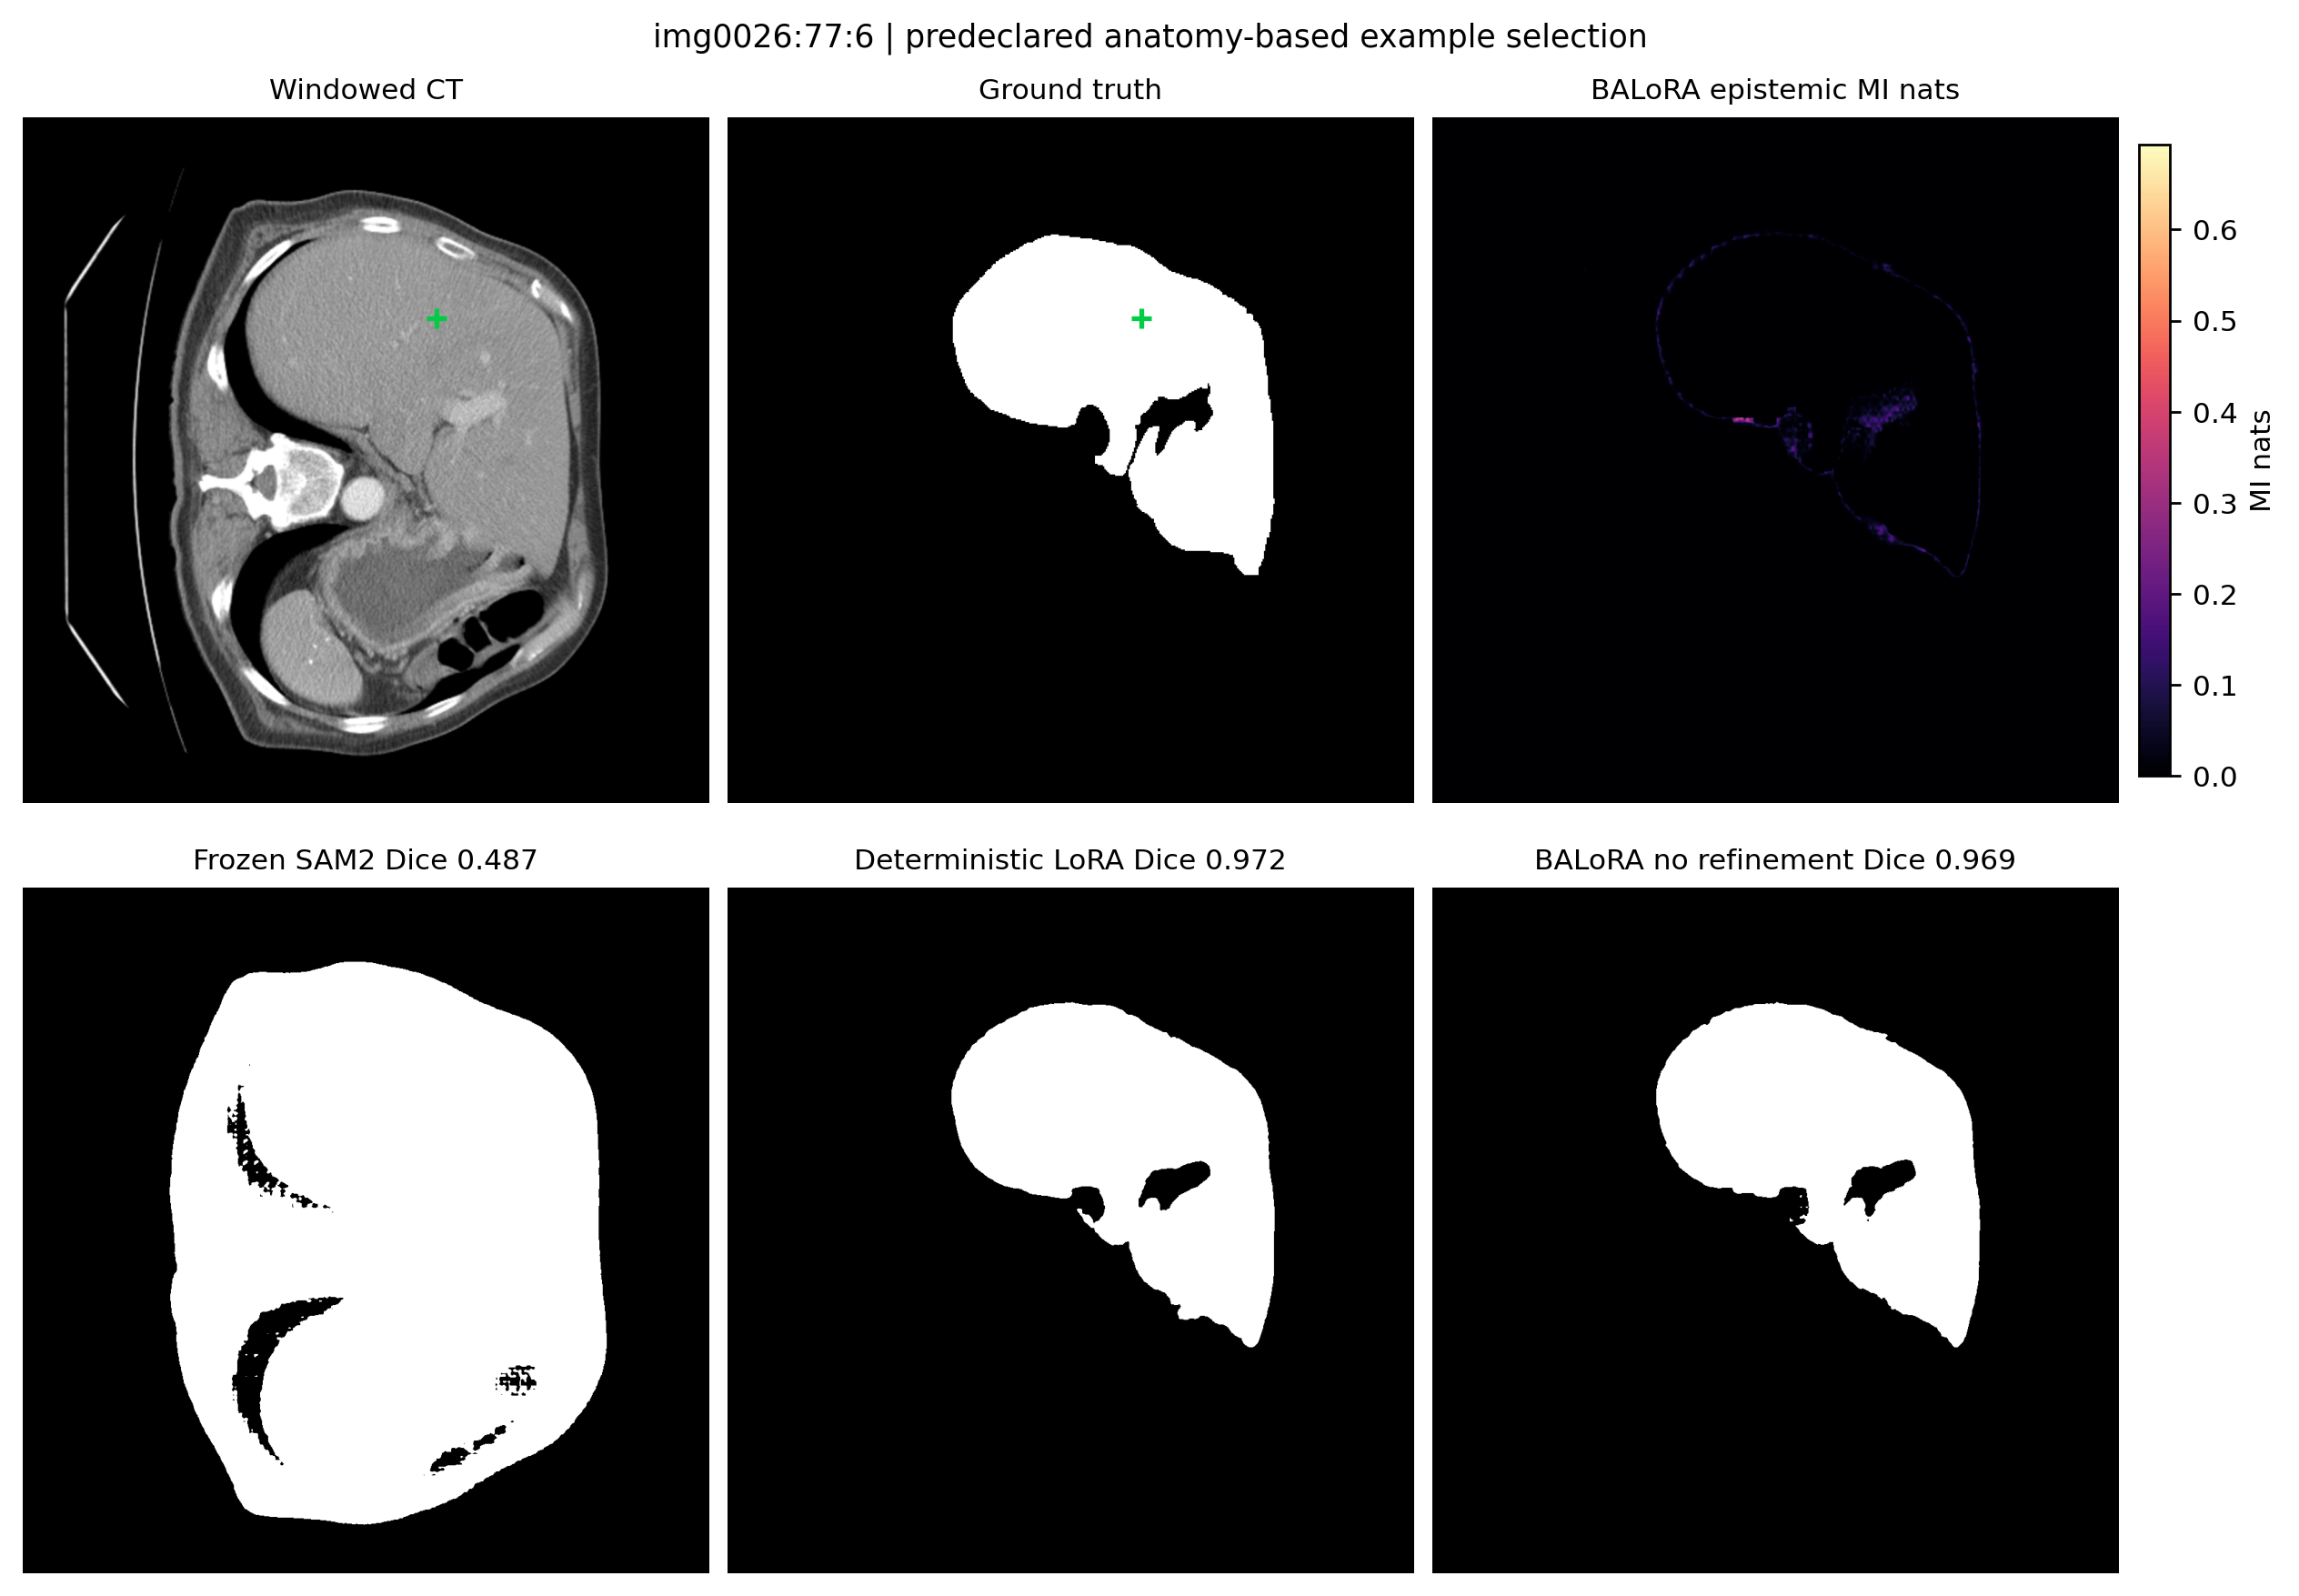 img0026:77:6 | predeclared anatomy-based example selection
Windowed CT
Ground truth
BALoRA epistemic MI nats
0.6
0.5
0.4
0.3
0.2
0.1
0.0
MI nats
Frozen SAM2 Dice 0.487
Deterministic LoRA Dice 0.972
BALoRA no refinement Dice 0.969